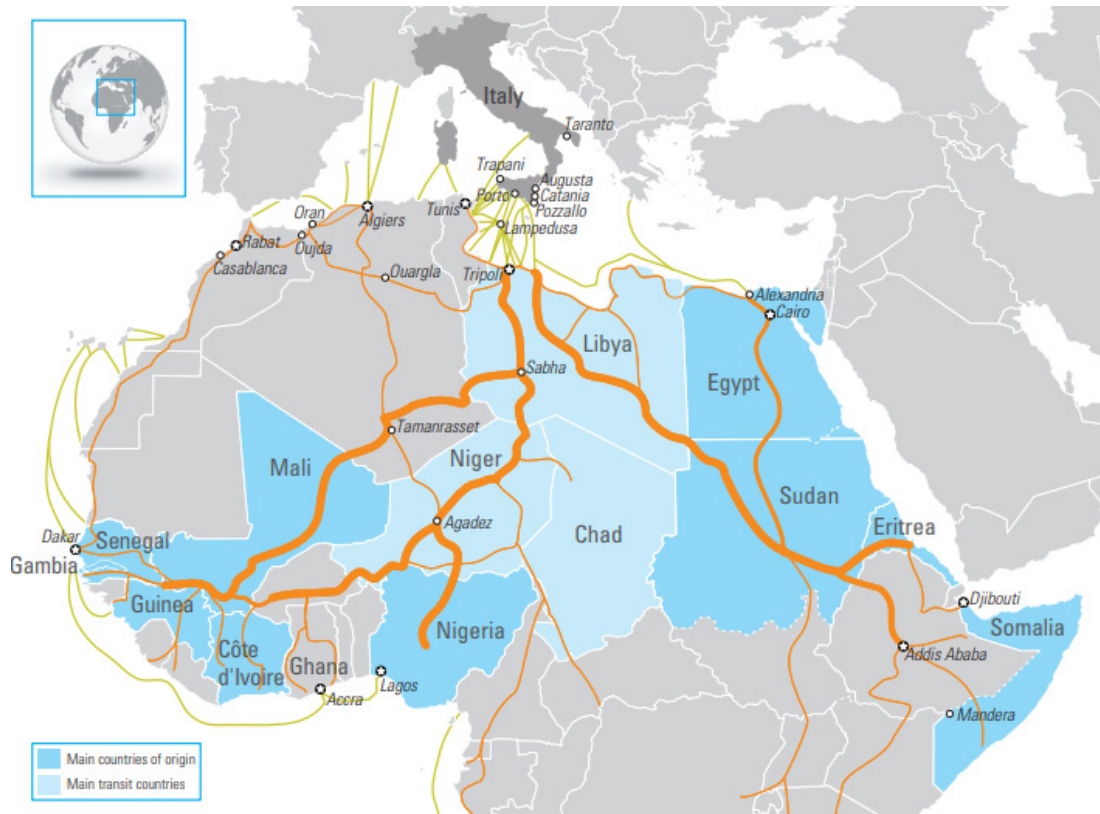 Italy
Taranto
Trapani
Augusta
Porto
Catania
Pozzallo
Oran
Algiers
Tunis
Lampedusa
Rabat
Oujda
Casablanca
Ouargla
Tripoli
Alexandria
Cairo
Libya
Sabha
Egypt
Tamanrasset
Mali
Niger
Sudan
Agadez
Chad
Eritrea
Dakar
Senegal
Gambia
Djibouti
Guinea
Nigeria
Somalia
Côte
d'Ivoire
Ghana
Addis Ababa
Lagos
Accra
Mandera
Main countries of origin
Main transit countries